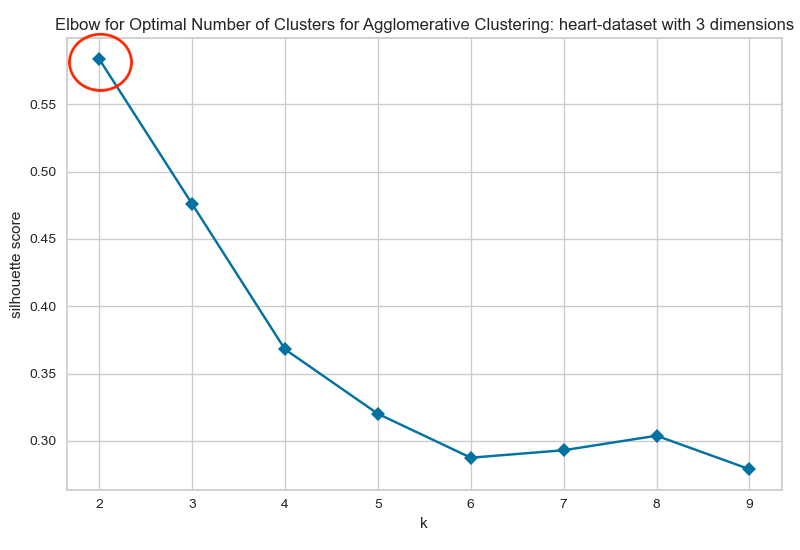 Elbow for Optimal Number of Clusters for Agglomerative Clustering: heart-dataset with 3 dimensions
0.55
0.50
0.45
0.40
0.35
0.30
silhouette score
2 3 4 5 6 7 8 9
k